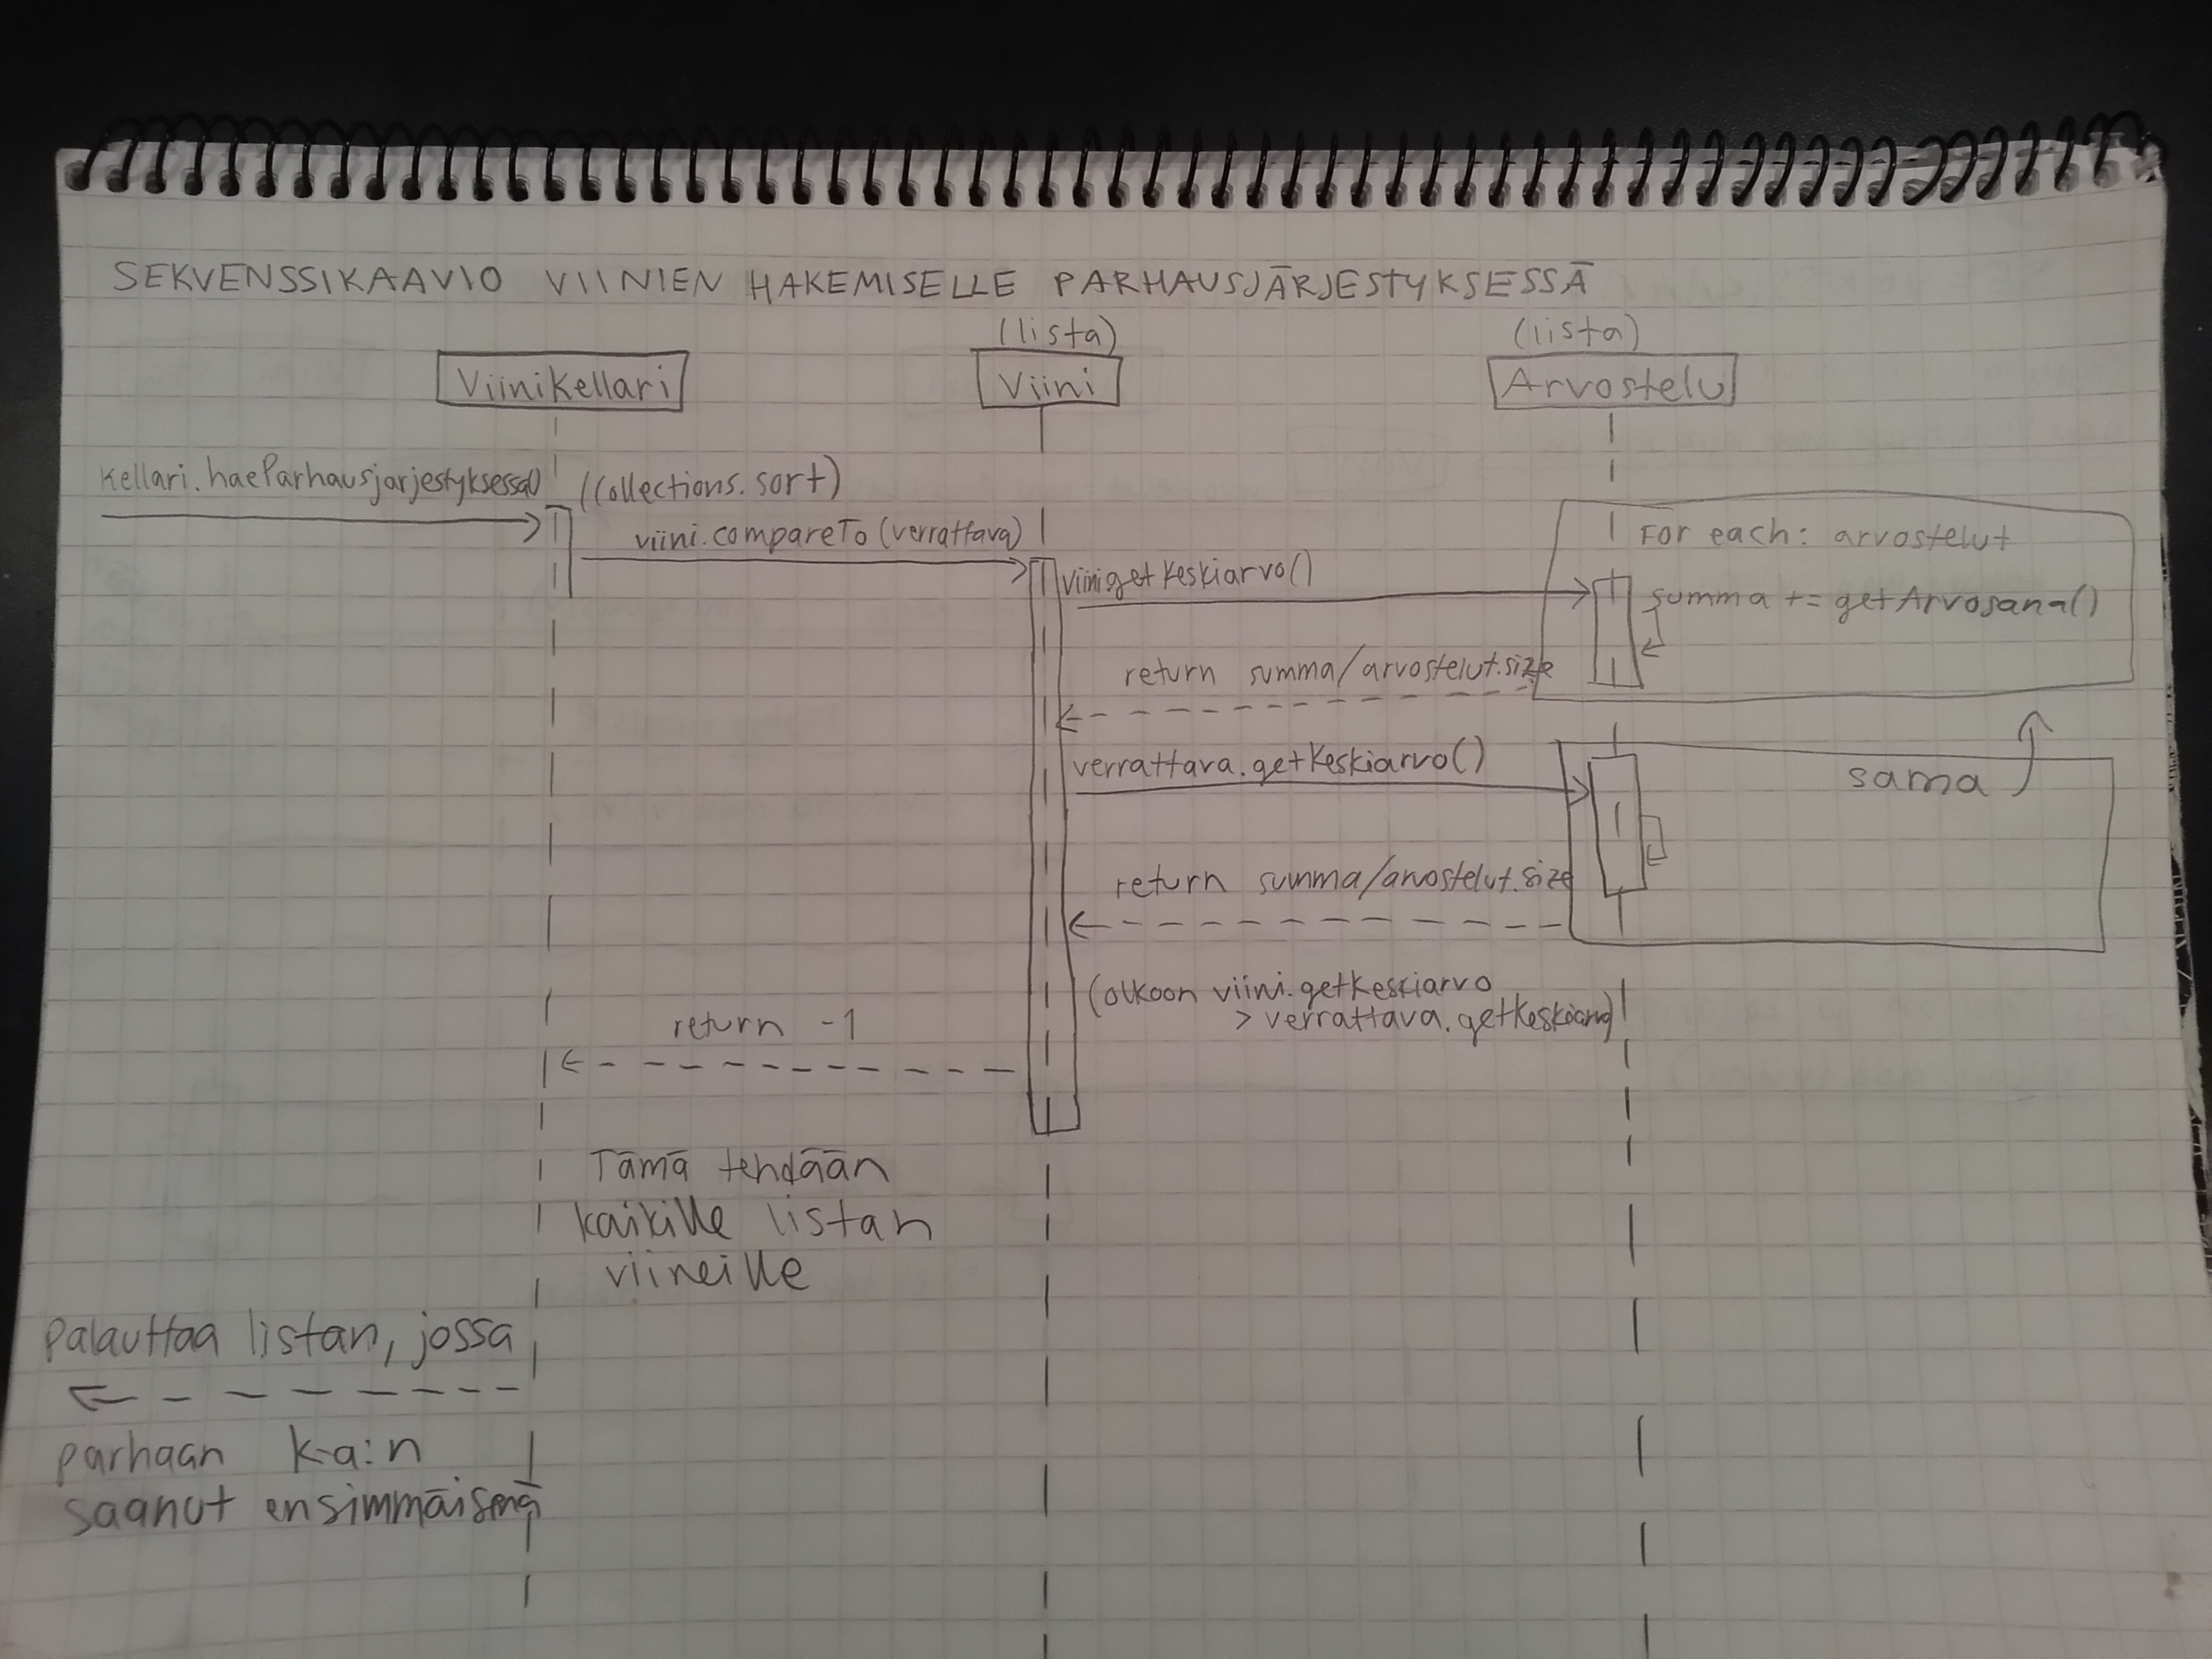 SEKVENSSIKAAVIO VIINIEN HAKEMISELLE PARHAUSJÄRJESTYKSESSÄ
(lista)
(lista)
Viinikellari
Viini
Arvostelu
kellari.haeParhausjarjestyksessa()
(Collections.sort)
viini.compareTo(verrattava)
viini.getKeskiarvo()
For each: arvostelut
summa += getArvosana()
return summa/arvostelut.size
verrattava.getKeskiarvo()
sama
return summa/arvostelut.size
(olkoon viini.getKeskiarvo
> verrattava.getKeskiarvo)
return -1
Tämä tehdään
kaikille listan
viineille
Palauttaa listan, jossa
parhaan k-a:n
saanut ensimmäisenä